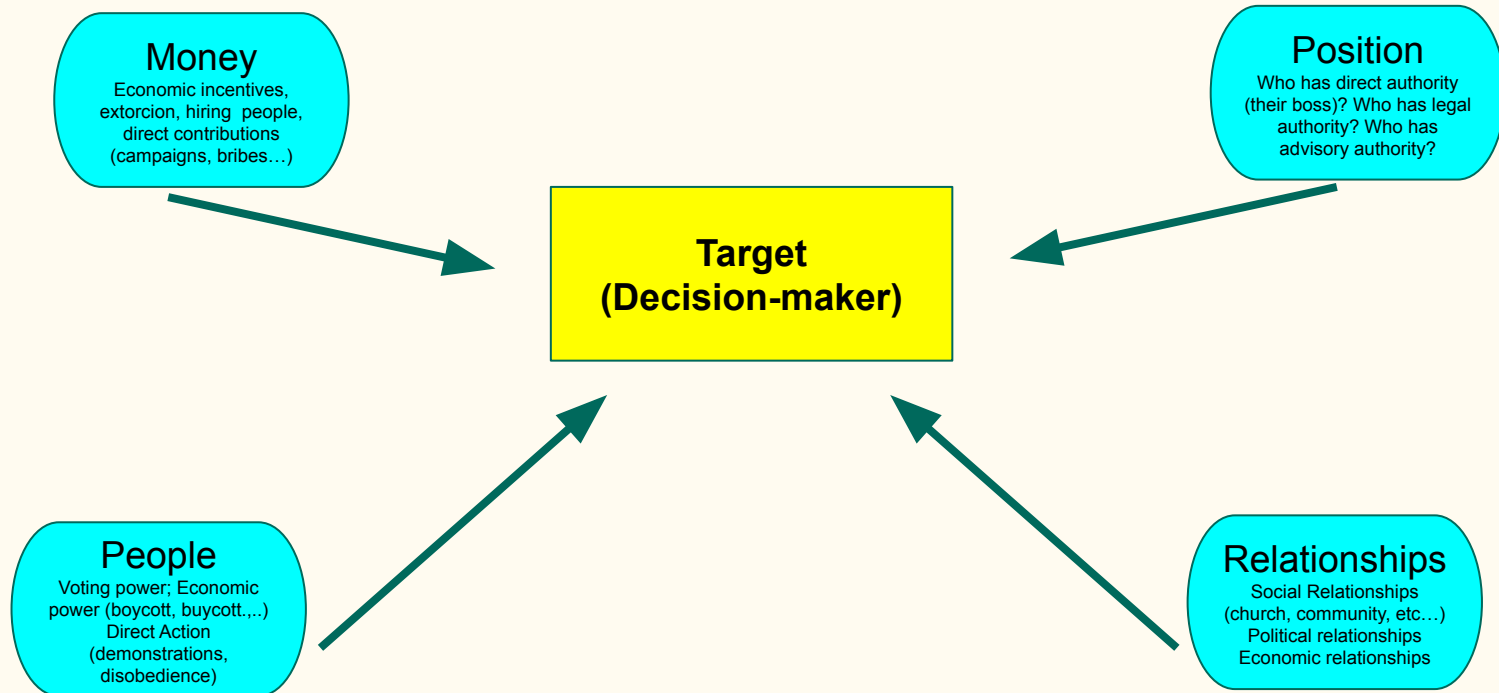 Money
Economic incentives,
extorcion, hiring people,
direct contributions
(campaigns, bribes…)
Position
Who has direct authority
(their boss)? Who has legal
authority? Who has
advisory authority?
Target
(Decision-maker)
People
Voting power; Economic
power (boycott, buycott.,..)
Direct Action
(demonstrations,
disobedience)
Relationships
Social Relationships
(church, community, etc…)
Political relationships
Economic relationships